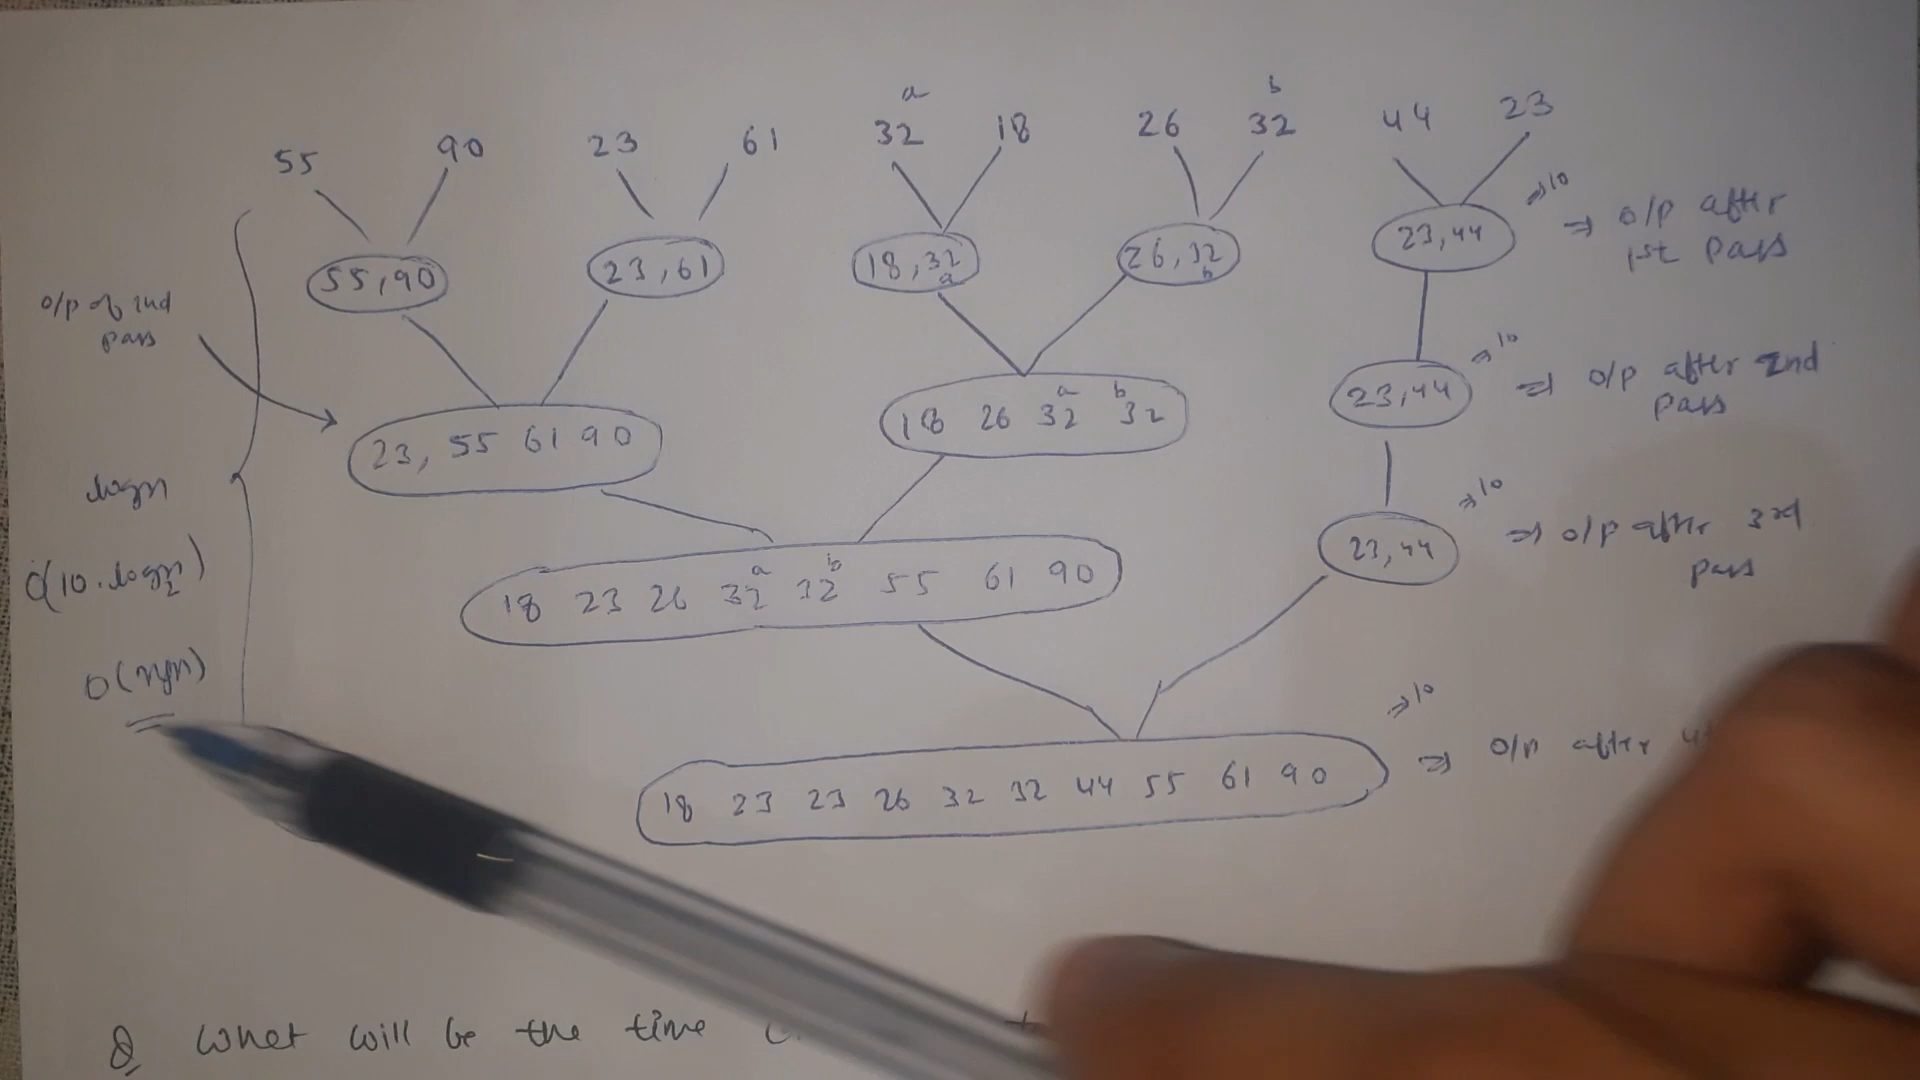 a b
55 90 23 61 32 18 26 32 44 23
⇒10
55,90 23,61 18,32 26,32 23,44 ⇒ o/p after
a b
1st pass
o/p of 2nd
pass
⇒10
23, 55 61 90 18 26 32 a b 32 23,44 ⇒ o/p after 2nd
pass
logn
⇒10
O(10.log n 2)
18 23 26 32 a 32 b 55 61 90 23,44 ⇒ o/p after 3rd
pass
O(
⇒10
18 23 23 26 32 32 44 55 61 90 ⇒ o/p after
Q What will be the time